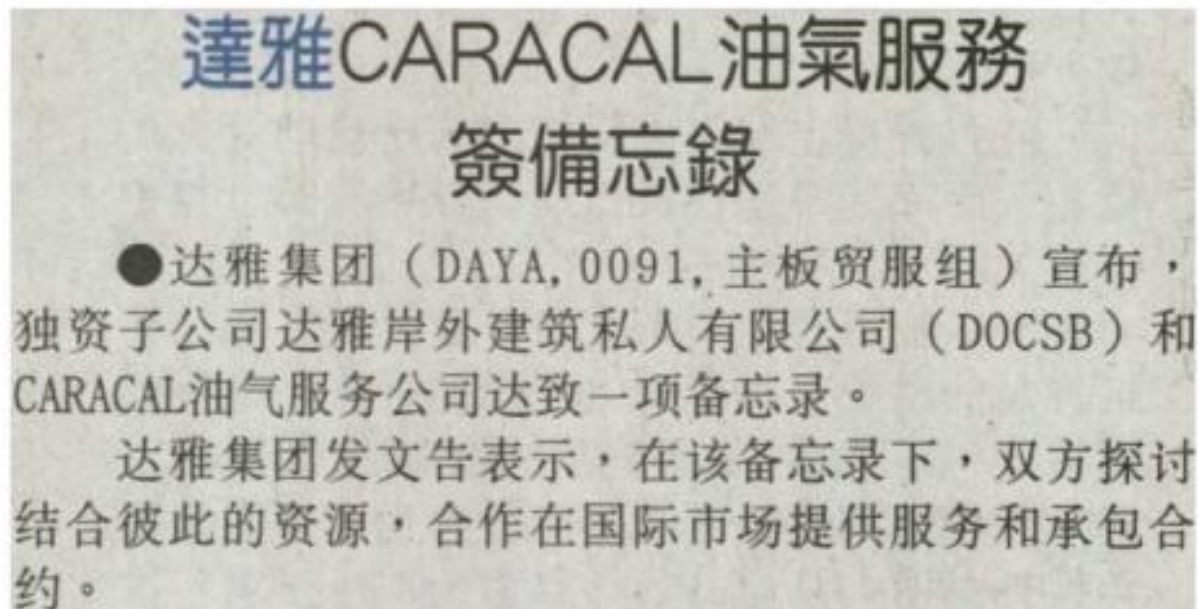 達雅CARACAL油氣服務
簽備忘錄
●达雅集团（DAYA,0091,主板贸服组）宣布，
独资子公司达雅岸外建筑私人有限公司（DOCSB）和
CARACAL油气服务公司达致一项备忘录。
达雅集团发文告表示，在该备忘录下，双方探讨
结合彼此的资源，合作在国际市场提供服务和承包合
约。